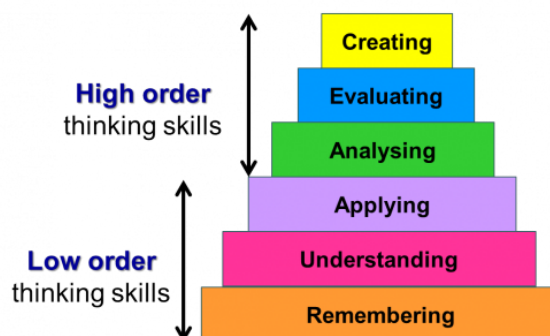 Creating
Evaluating
Analysing
High order
thinking skills
Applying
Understanding
Remembering
Low order
thinking skills